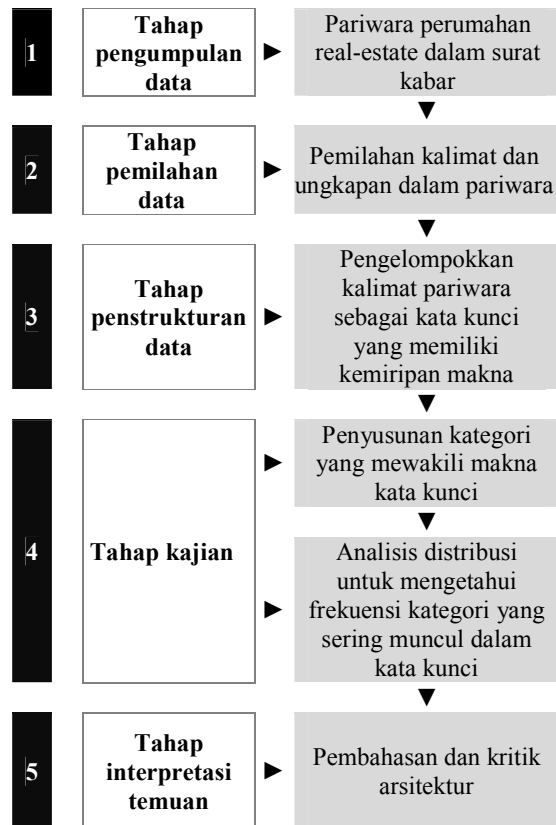 1
Tahap
pengumpulan
data
►
Pariwara perumahan
real-estate dalam surat
kabar
▼
2
Tahap
pemilahan
data
►
Pemilahan kalimat dan
ungkapan dalam pariwara
▼
3
Tahap
penstrukturan
data
►
Pengelompokkan
kalimat pariwara
sebagai kata kunci
yang memiliki
kemiripan makna
▼
4
Tahap kajian
►
Penyusunan kategori
yang mewakili makna
kata kunci
▼
►
Analisis distribusi
untuk mengetahui
frekuensi kategori yang
sering muncul dalam
kata kunci
▼
5
Tahap
interpretasi
temuan
►
Pembahasan dan kritik
arsitektur